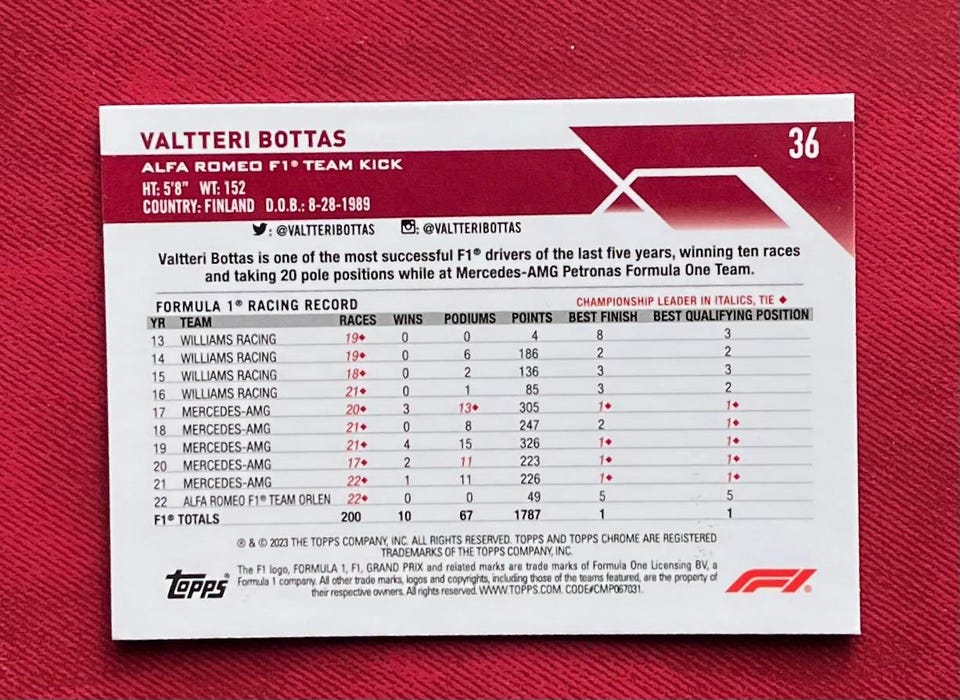 VALTTERI BOTTAS
36
ALFA ROMEO F1® TEAM KICK
HT: 5'8" WT: 152
COUNTRY: FINLAND D.O.B.: 8-28-1989
: @VALTTERIBOTTAS : @VALTTERIBOTTAS
Valtteri Bottas is one of the most successful F1® drivers of the last five years, winning ten races
and taking 20 pole positions while at Mercedes-AMG Petronas Formula One Team.
FORMULA 1® RACING RECORD CHAMPIONSHIP LEADER IN ITALICS, TIE ♦
YR TEAM RACES WINS PODIUMS POINTS BEST FINISH BEST QUALIFYING POSITION
13 WILLIAMS RACING 19♦ 0 0 4 8 3
14 WILLIAMS RACING 19♦ 0 6 186 2 2
15 WILLIAMS RACING 18♦ 0 2 136 3 3
16 WILLIAMS RACING 21♦ 0 1 85 3 2
17 MERCEDES-AMG 20♦ 3 13♦ 305 1♦ 1♦
18 MERCEDES-AMG 21♦ 0 8 247 2 1♦
19 MERCEDES-AMG 21♦ 4 15 326 1♦ 1♦
20 MERCEDES-AMG 17♦ 2 11 223 1♦ 1♦
21 MERCEDES-AMG 22♦ 1 11 226 1♦ 1♦
22 ALFA ROMEO F1® TEAM ORLEN 22♦ 0 0 49 5 5
F1® TOTALS 200 10 67 1787 1 1
® & © 2023 THE TOPPS COMPANY, INC. ALL RIGHTS RESERVED. TOPPS AND TOPPS CHROME ARE REGISTERED
TRADEMARKS OF THE TOPPS COMPANY, INC.
The F1 logo, FORMULA 1, F1, GRAND PRIX and related marks are trade marks of Formula One Licensing BV, a
Formula 1 company. All other trade marks, logos and copyrights, including those of the teams featured, are the property of
their respective owners. All rights reserved. WWW.TOPPS.COM. CODE#CMP067031.
TOPPS®
F1®